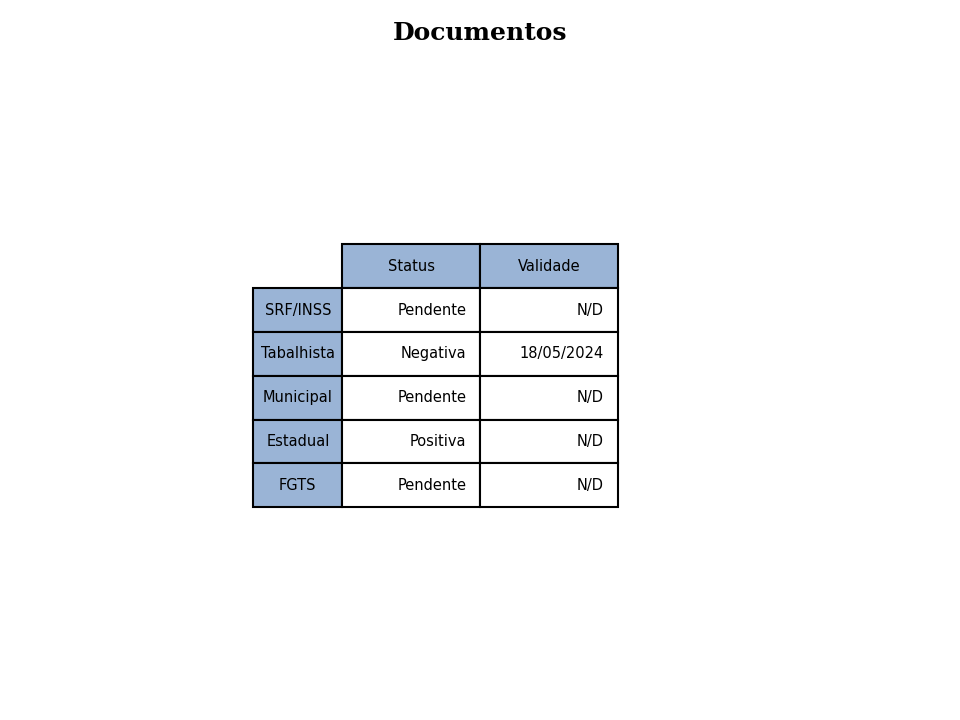 Documentos
Status Validade
SRF/INSS Pendente N/D
Tabalhista Negativa 18/05/2024
Municipal Pendente N/D
Estadual Positiva N/D
FGTS Pendente N/D